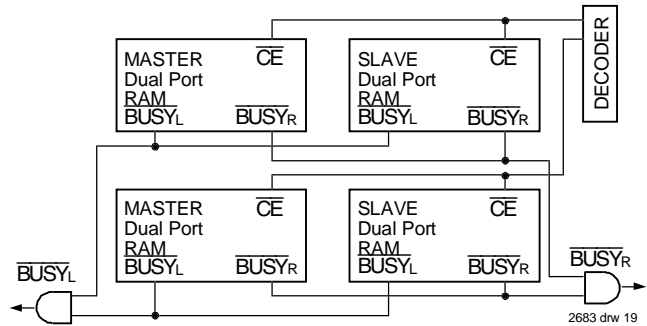 MASTER
Dual Port
RAM
BUSYL
CE
BUSYR
SLAVE
Dual Port
RAM
BUSYL
CE
BUSYR
DECODER
MASTER
Dual Port
RAM
BUSYL
CE
BUSYR
SLAVE
Dual Port
RAM
BUSYL
CE
BUSYR
BUSYL
BUSYR
2683 drw 19